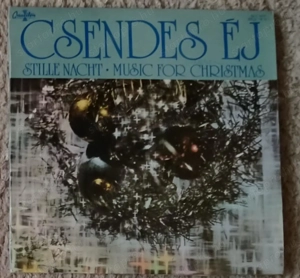 CSENDES ÉJ
STILLE NACHT • MUSIC FOR CHRISTMAS